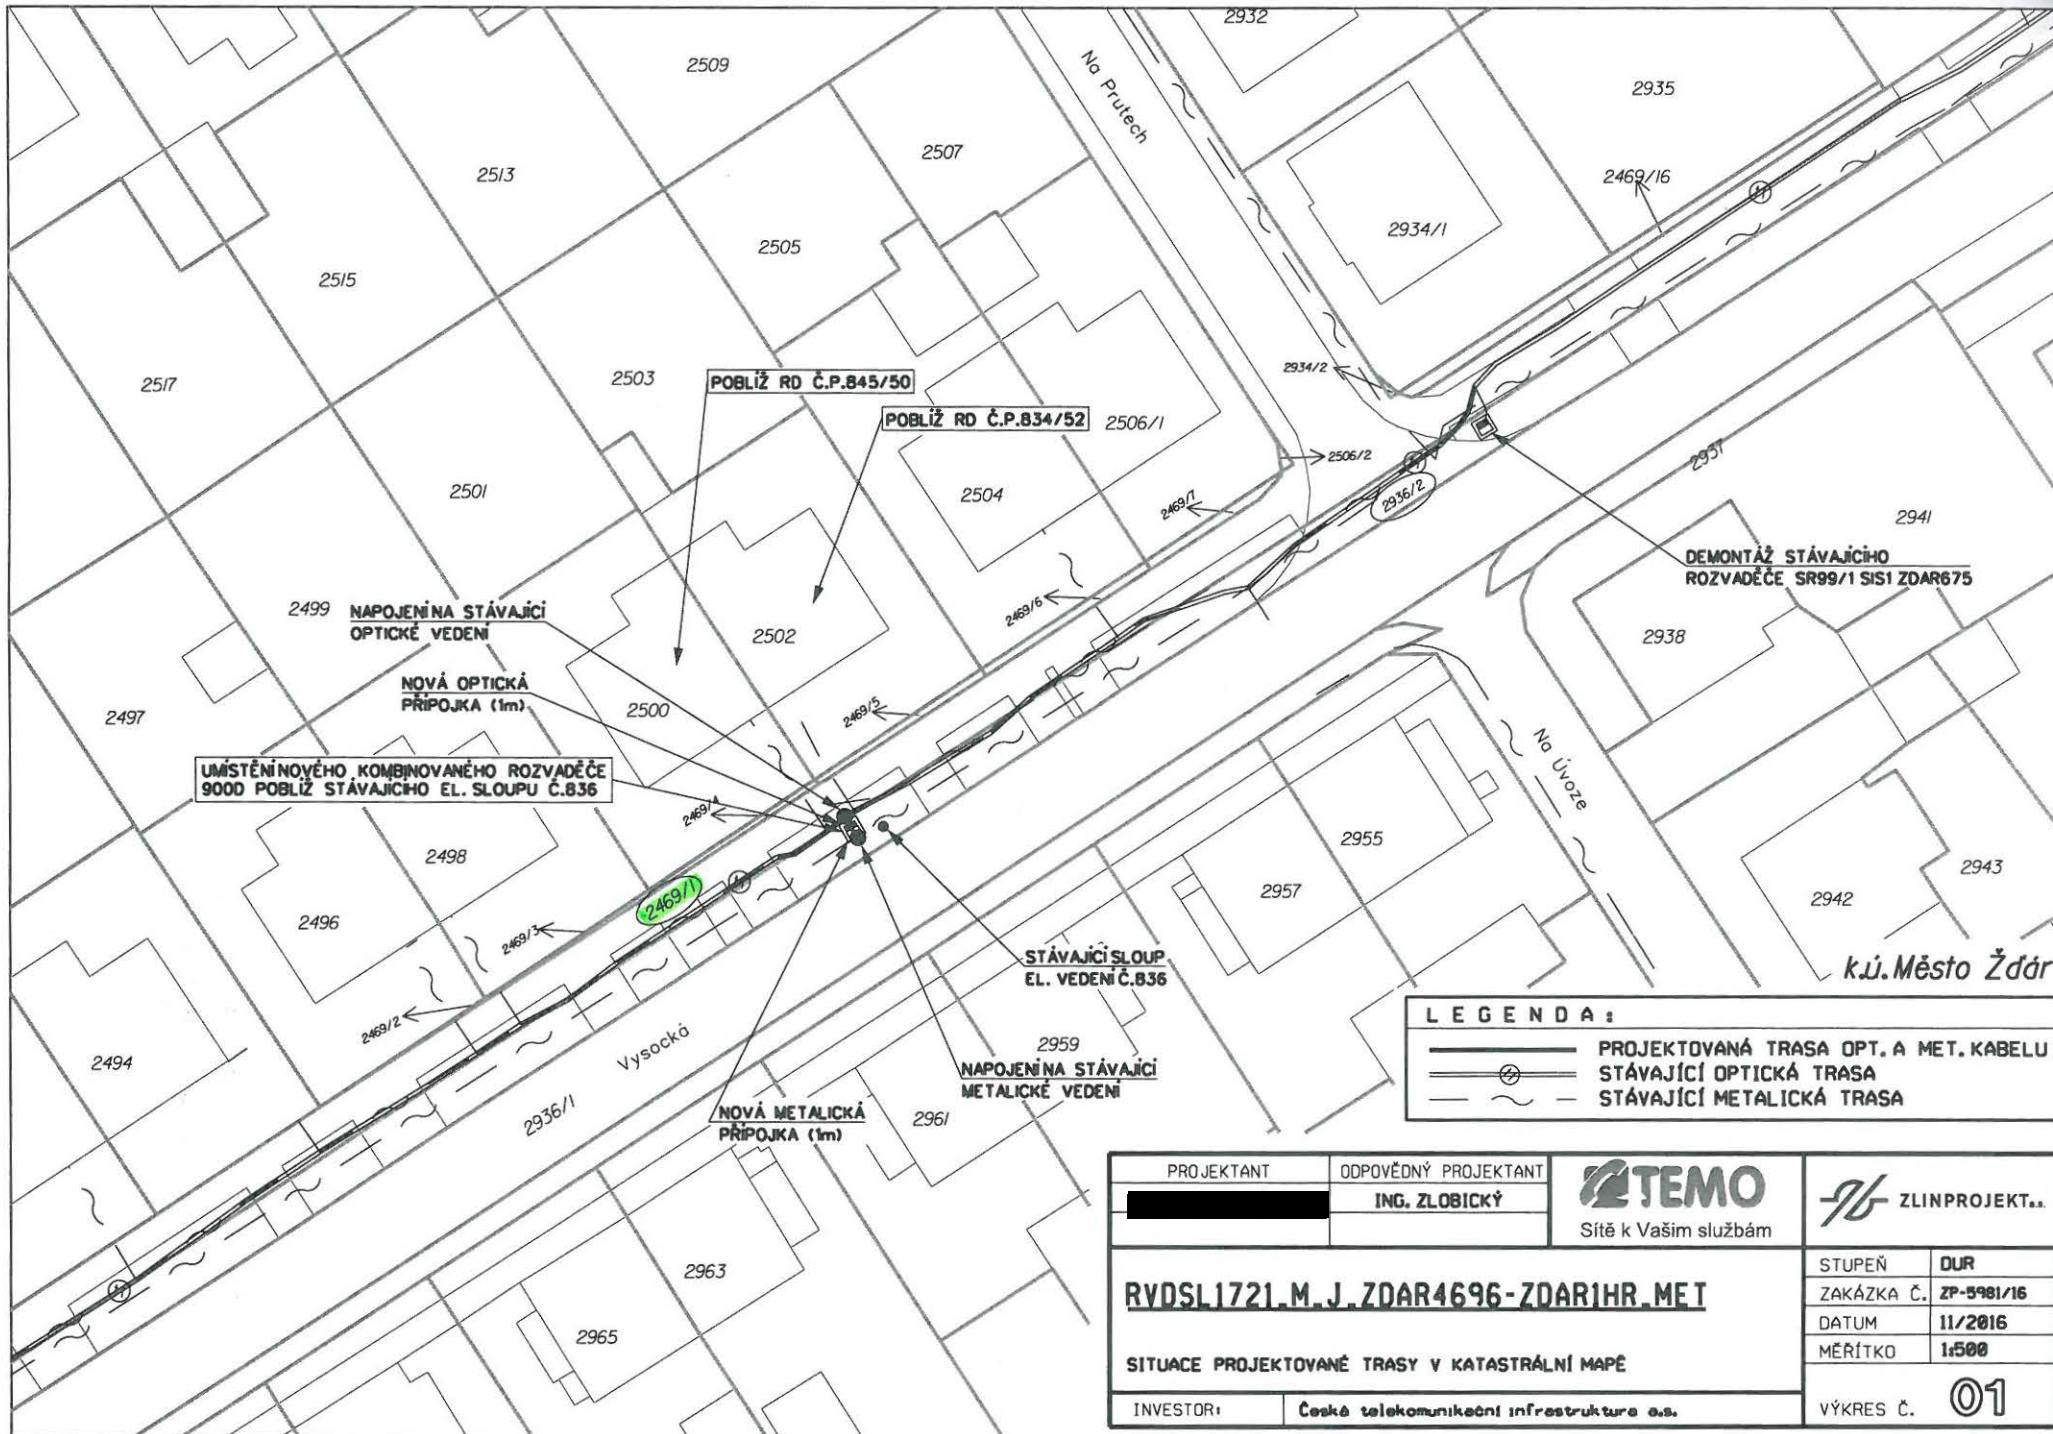 2932
2509
Na Prutech
2935
2507
2513
2469/16
2934/1
2505
2515
2934/2
2517
2503
POBLÍŽ RD Č.P.845/50
POBLÍŽ RD Č.P.834/52
2506/1
2506/2
2937
2501
2504
2936/2
2469/7
2941
DEMONTÁŽ STÁVAJÍCÍHO
ROZVADĚČE SR99/1 SIS1 ZDAR675
2499
NAPOJENÍ NA STÁVAJÍCÍ
OPTICKÉ VEDENÍ
2469/6
2502
2938
NOVÁ OPTICKÁ
PŘÍPOJKA (1m)
2497
2500
2469/5
Na Úvoze
UMÍSTĚNÍ NOVÉHO KOMBINOVANÉHO ROZVADĚČE
900D POBLÍŽ STÁVAJÍCÍHO EL. SLOUPU Č.836
2469/4
2498
2955
2943
2957
2469/1
2942
2496
2469/3
STÁVAJÍCÍ SLOUP
EL. VEDENÍ Č.836
k.ú. Město Žďár
2469/2
Vysocká
2494
2959
NAPOJENÍ NA STÁVAJÍCÍ
METALICKÉ VEDENÍ
NOVÁ METALICKÁ
PŘÍPOJKA (1m)
2936/1
2961
LEGENDA:
PROJEKTOVANÁ TRASA OPT. A MET. KABELU
STÁVAJÍCÍ OPTICKÁ TRASA
STÁVAJÍCÍ METALICKÁ TRASA
2963
2965
PROJEKTANT
ODPOVĚDNÝ PROJEKTANT
ING. ZLOBICKÝ
TEMO
Sítě k Vašim službám
ZLINPROJEKT a.s.
RVDSL1721_M_J_ZDAR4696-ZDAR1HR_MET
SITUACE PROJEKTOVANÉ TRASY V KATASTRÁLNÍ MAPĚ
STUPEŇ DUR
ZAKÁZKA Č. ZP-5981/16
DATUM 11/2016
MĚŘÍTKO 1:500
VÝKRES Č. 01
INVESTOR: Česká telekomunikační infrastruktura a.s.